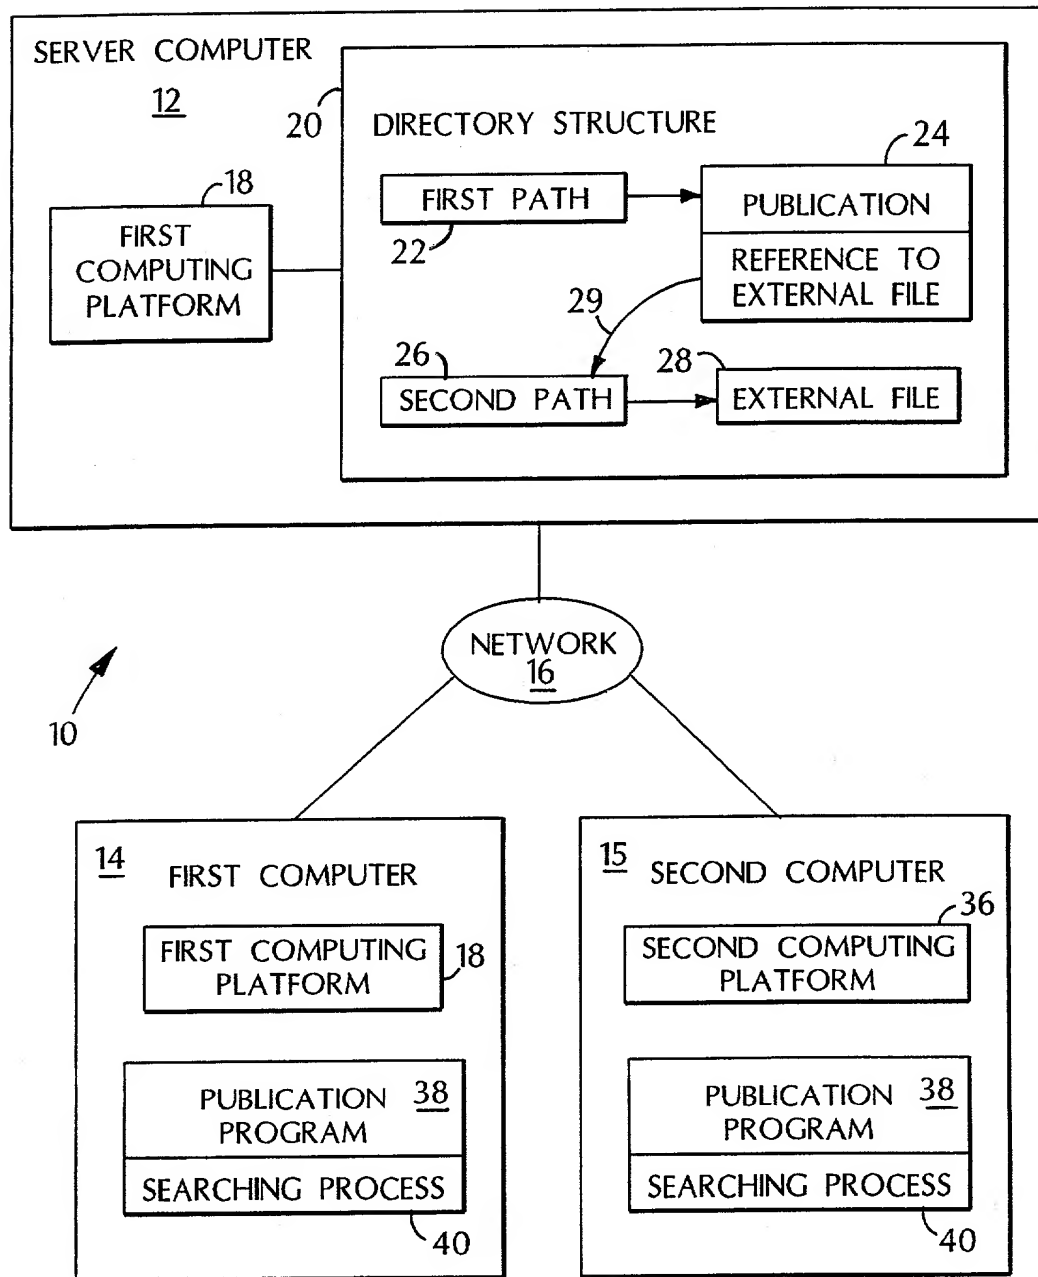 SERVER COMPUTER
12
20
DIRECTORY STRUCTURE
24
18
FIRST
COMPUTING
PLATFORM
FIRST PATH
22
PUBLICATION
REFERENCE TO
EXTERNAL FILE
29
26
SECOND PATH
28
EXTERNAL FILE
NETWORK
16
10
14
FIRST COMPUTER
FIRST COMPUTING
PLATFORM
18
PUBLICATION
PROGRAM
38
SEARCHING PROCESS
40
15
SECOND COMPUTER
36
SECOND COMPUTING
PLATFORM
PUBLICATION
PROGRAM
38
SEARCHING PROCESS
40